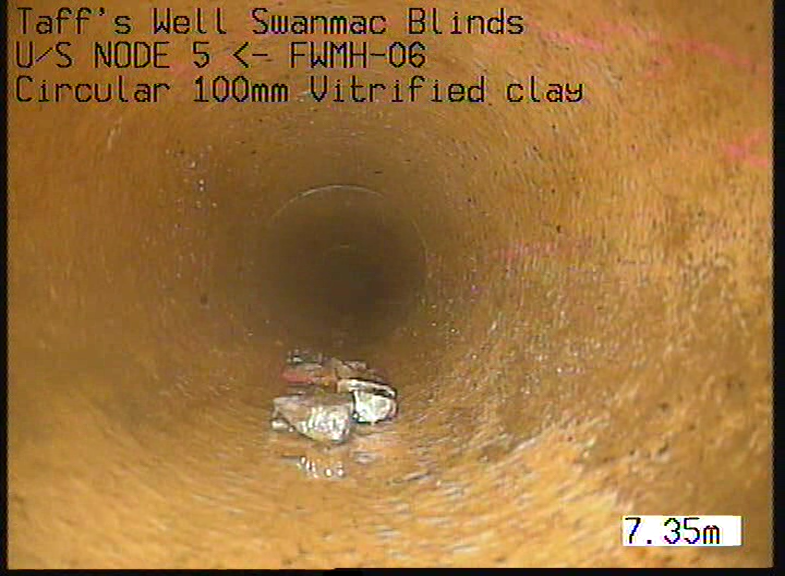 Taff's Well Swanmac Blinds
U/S NODE 5 <- FWMH-06
Circular 100mm Vitrified clay
7.35m